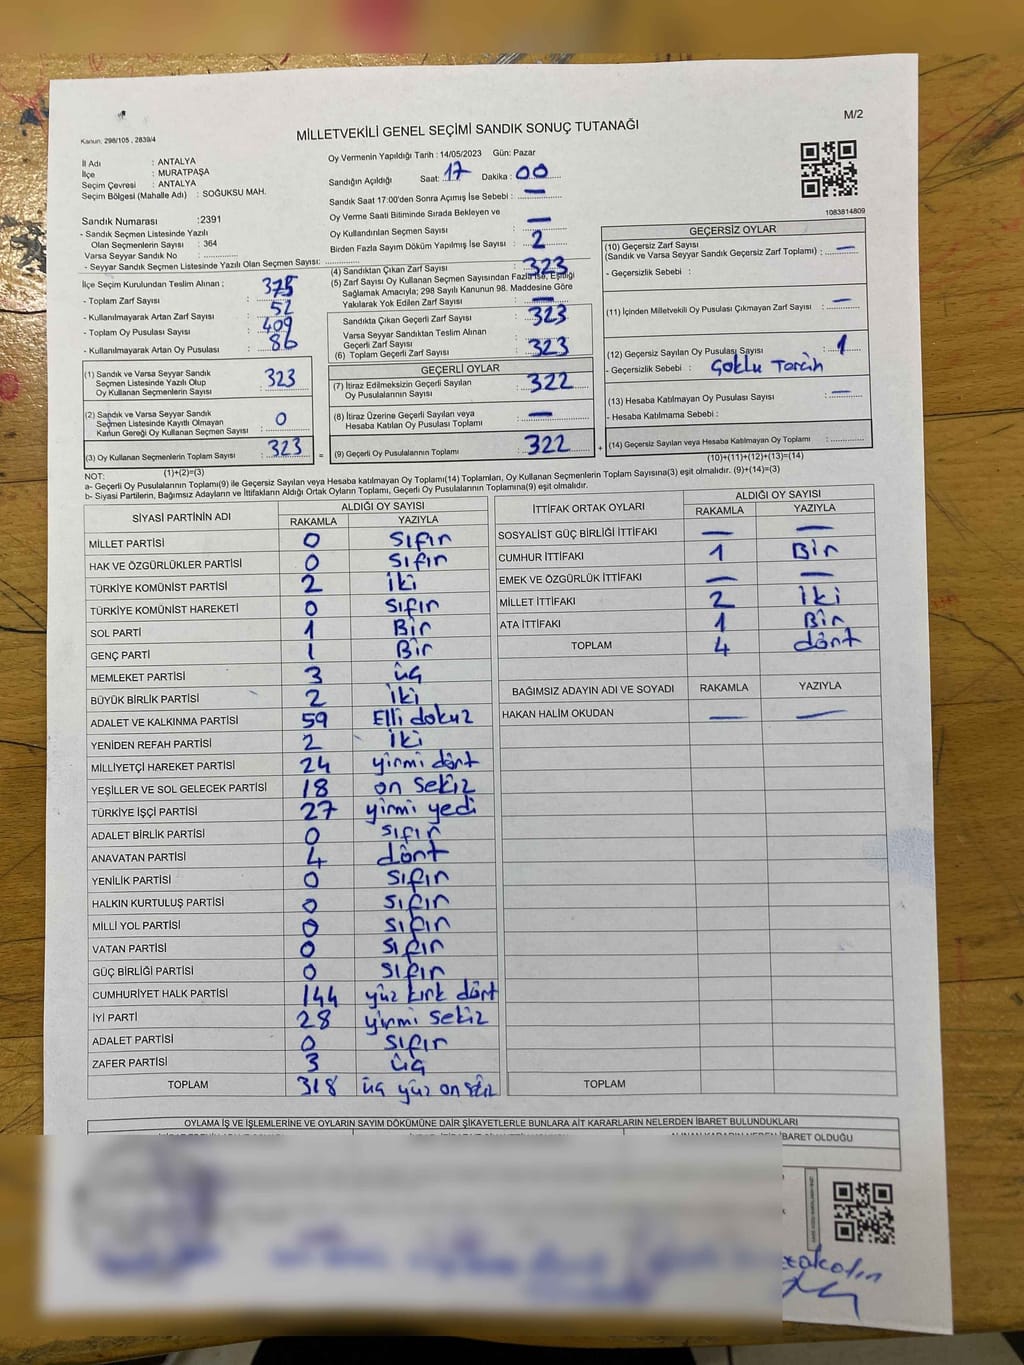 M/2
Kanun. 298/105 , 2839/4
MİLLETVEKİLİ GENEL SEÇİMİ SANDIK SONUÇ TUTANAĞI
İl Adı : ANTALYA
İlçe : MURATPAŞA
Seçim Çevresi : ANTALYA
Seçim Bölgesi (Mahalle Adı) : SOĞUKSU MAH.
Oy Vermenin Yapıldığı Tarih : 14/05/2023 Gün: Pazar
Sandığın Açıldığı Saat: 17 Dakika : 00
Sandık Saat 17:00'den Sonra Açımış İse Sebebi : —
Oy Verme Saati Bitiminde Sırada Bekleyen ve
Oy Kullandırılan Seçmen Sayısı : —
Birden Fazla Sayım Döküm Yapılmış İse Sayısı : 2
1083814809
Sandık Numarası :2391
- Sandık Seçmen Listesinde Yazılı
Olan Seçmenlerin Sayısı : 364
Varsa Seyyar Sandık No :
- Seyyar Sandık Seçmen Listesinde Yazılı Olan Seçmen Sayısı:
İlçe Seçim Kurulundan Teslim Alınan ;
- Toplam Zarf Sayısı : 375
- Kullanılmayarak Artan Zarf Sayısı : 52
- Toplam Oy Pusulası Sayısı : 409
- Kullanılmayarak Artan Oy Pusulası : 86
(1) Sandık ve Varsa Seyyar Sandık
Seçmen Listesinde Yazılı Olup
Oy Kullanan Seçmenlerin Sayısı : 323
(2) Sandık ve Varsa Seyyar Sandık
Seçmen Listesinde Kayıtlı Olmayan
Kanun Gereği Oy Kullanan Seçmen Sayısı : 0
(3) Oy Kullanan Seçmenlerin Toplam Sayısı : 323
(1)+(2)=(3)
(4) Sandıktan Çıkan Zarf Sayısı : 323
(5) Zarf Sayısı Oy Kullanan Seçmen Sayısından Fazla ise, Eşitliği
Sağlamak Amacıyla; 298 Sayılı Kanunun 98. Maddesine Göre
Yakılarak Yok Edilen Zarf Sayısı : —
Sandıkta Çıkan Geçerli Zarf Sayısı : 323
Varsa Seyyar Sandıktan Teslim Alınan
Geçerli Zarf Sayısı
(6) Toplam Geçerli Zarf Sayısı : 323
GEÇERLİ OYLAR
(7) İtiraz Edilmeksizin Geçerli Sayılan
Oy Pusulalarının Sayısı : 322
(8) İtiraz Üzerine Geçerli Sayılan veya
Hesaba Katılan Oy Pusulası Toplamı : —
= (9) Geçerli Oy Pusulalarının Toplamı : 322 +
GEÇERSİZ OYLAR
(10) Geçersiz Zarf Sayısı
(Sandık ve Varsa Seyyar Sandık Geçersiz Zarf Toplamı) : —
- Geçersizlik Sebebi :
(11) İçinden Milletvekili Oy Pusulası Çıkmayan Zarf Sayısı : —
(12) Geçersiz Sayılan Oy Pusulası Sayısı : 1
- Geçersizlik Sebebi : Çoklu Tercih
(13) Hesaba Katılmayan Oy Pusulası Sayısı : —
- Hesaba Katılmama Sebebi :
(14) Geçersiz Sayılan veya Hesaba Katılmayan Oy Toplamı :
(10)+(11)+(12)+(13)=(14)
NOT:
a- Geçerli Oy Pusulalarının Toplamı(9) ile Geçersiz Sayılan veya Hesaba katılmayan Oy Toplamı(14) Toplamları, Oy Kullanan Seçmenlerin Toplam Sayısına(3) eşit olmalıdır. (9)+(14)=(3)
b- Siyasi Partilerin, Bağımsız Adayların ve İttifakların Aldığı Ortak Oyların Toplamı, Geçerli Oy Pusulalarının Toplamına(9) eşit olmalıdır.
SİYASİ PARTİNİN ADI ALDIĞI OY SAYISI
RAKAMLA YAZIYLA
MİLLET PARTİSİ 0 Sıfır
HAK VE ÖZGÜRLÜKLER PARTİSİ 0 Sıfır
TÜRKİYE KOMÜNİST PARTİSİ 2 İki
TÜRKİYE KOMÜNİST HAREKETİ 0 Sıfır
SOL PARTİ 1 Bir
GENÇ PARTİ 1 Bir
MEMLEKET PARTİSİ 3 üç
BÜYÜK BİRLİK PARTİSİ 2 İki
ADALET VE KALKINMA PARTİSİ 59 Elli dokuz
YENİDEN REFAH PARTİSİ 2 İki
MİLLİYETÇİ HAREKET PARTİSİ 24 yirmi dört
YEŞİLLER VE SOL GELECEK PARTİSİ 18 on sekiz
TÜRKİYE İŞÇİ PARTİSİ 27 yirmi yedi
ADALET BİRLİK PARTİSİ 0 sıfır
ANAVATAN PARTİSİ 4 dört
YENİLİK PARTİSİ 0 sıfır
HALKIN KURTULUŞ PARTİSİ 0 Sıfır
MİLLİ YOL PARTİSİ 0 Sıfır
VATAN PARTİSİ 0 Sıfır
GÜÇ BİRLİĞİ PARTİSİ 0 Sıfır
CUMHURİYET HALK PARTİSİ 144 yüz kırk dört
İYİ PARTİ 28 yirmi sekiz
ADALET PARTİSİ 0 Sıfır
ZAFER PARTİSİ 3 üç
TOPLAM 318 üç yüz on sekiz
İTTİFAK ORTAK OYLARI ALDIĞI OY SAYISI
RAKAMLA YAZIYLA
SOSYALİST GÜÇ BİRLİĞİ İTTİFAKI — —
CUMHUR İTTİFAKI 1 Bir
EMEK VE ÖZGÜRLÜK İTTİFAKI — —
MİLLET İTTİFAKI 2 İki
ATA İTTİFAKI 1 Bir
TOPLAM 4 dört
BAĞIMSIZ ADAYIN ADI VE SOYADI RAKAMLA YAZIYLA
HAKAN HALİM OKUDAN — —
TOPLAM
OYLAMA İŞ VE İŞLEMLERİNE VE OYLARIN SAYIM DÖKÜMÜNE DAİR ŞİKAYETLERLE BUNLARA AİT KARARLARIN NELERDEN İBARET BULUNDUKLARI
İBARET OLDUĞU